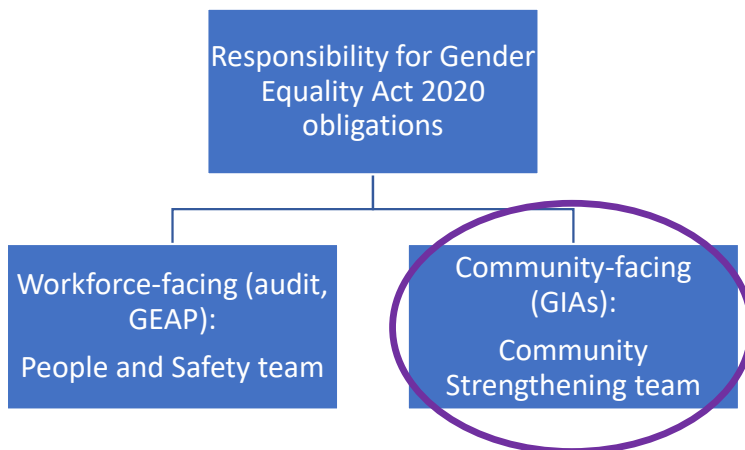 Responsibility for Gender
Equality Act 2020
obligations
Workforce-facing (audit,
GEAP):
People and Safety team
Community-facing
(GIAs):
Community
Strengthening team